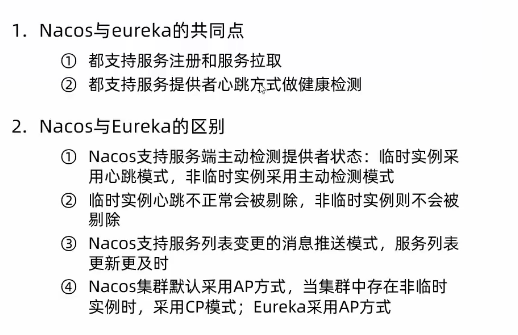 1. Nacos与eureka的共同点
① 都支持服务注册和服务拉取
② 都支持服务提供者心跳方式做健康检测
2. Nacos与Eureka的区别
① Nacos支持服务端主动检测提供者状态：临时实例采
用心跳模式，非临时实例采用主动检测模式
② 临时实例心跳不正常会被剔除，非临时实例则不会被
剔除
③ Nacos支持服务列表变更的消息推送模式，服务列表
更新更及时
④ Nacos集群默认采用AP方式，当集群中存在非临时
实例时，采用CP模式；Eureka采用AP方式